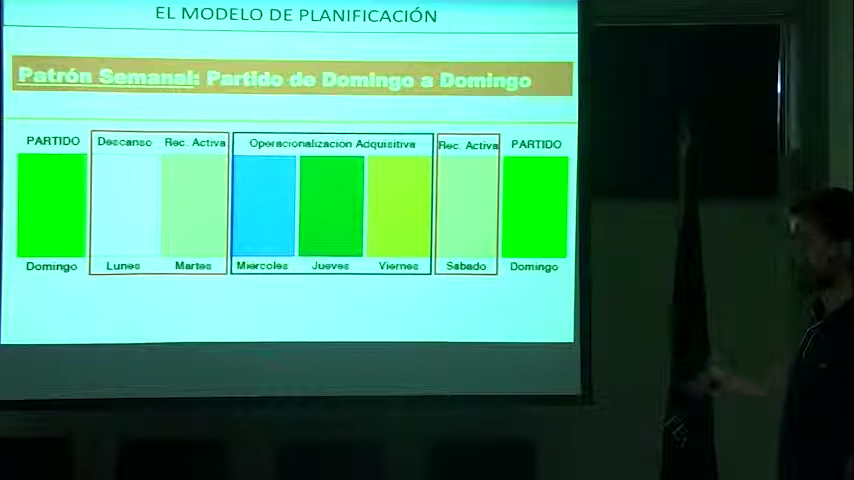 EL MODELO DE PLANIFICACIÓN
Patrón Semanal: Partido de Domingo a Domingo
PARTIDO Descanso Rec. Activa Operacionalizacion Adquisitiva Rec. Activa PARTIDO
Domingo Lunes Martes Miercoles Jueves Viernes Sabado Domingo